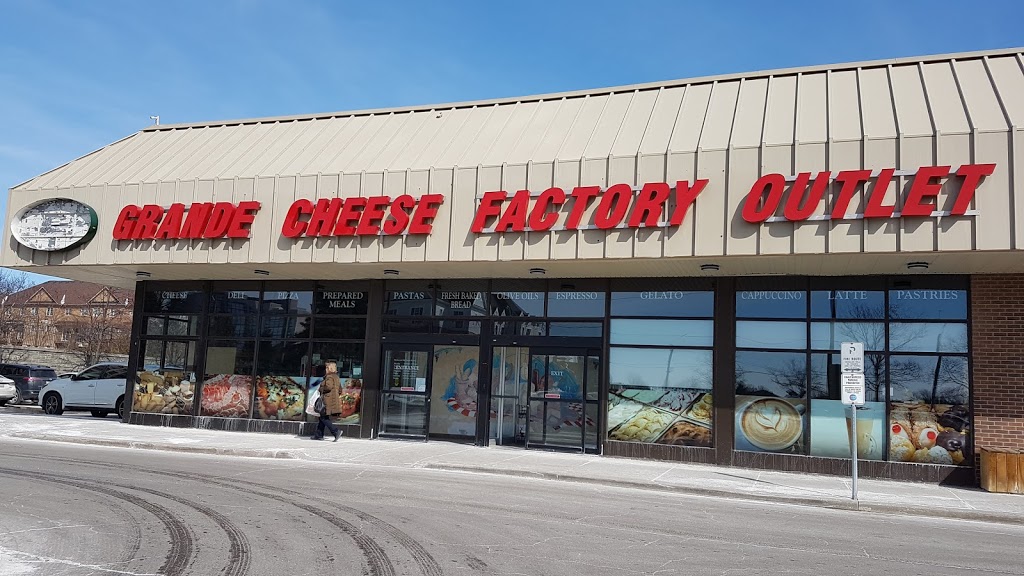 GRANDE CHEESE FACTORY OUTLET
CHEESE
DELI
PIZZA
PREPARED
MEALS
PASTAS
FRESH BAKED
BREAD
OLIVE OILS
ESPRESSO
GELATO
CAPPUCCINO
LATTE
PASTRIES
ENTRANCE
EXIT